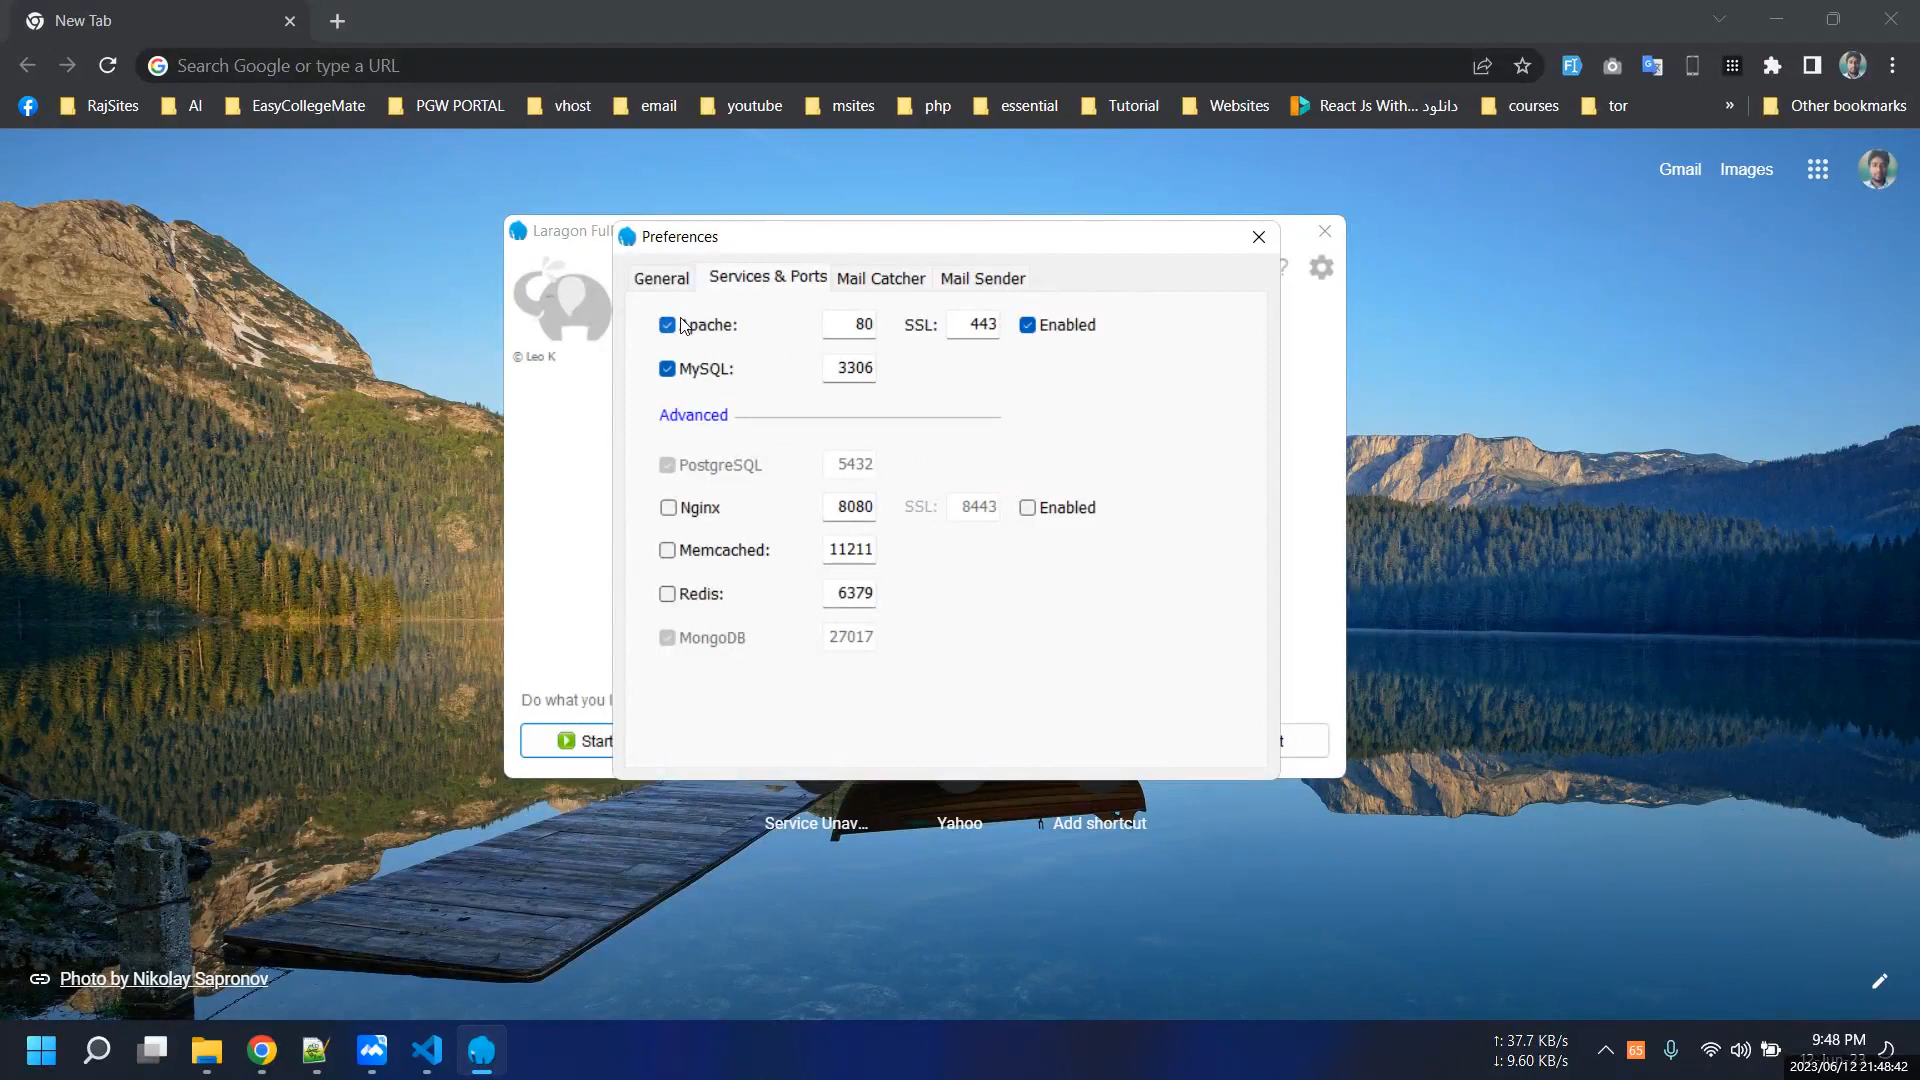 New Tab
Search Google or type a URL
RajSites AI EasyCollegeMate PGW PORTAL vhost email youtube msites php essential Tutorial Websites React Js With... دانلود courses tor » Other bookmarks
Gmail Images
Laragon Full
Preferences
General Services & Ports Mail Catcher Mail Sender
?
pache: 80 SSL: 443 Enabled
© Leo K
MySQL: 3306
Advanced
PostgreSQL 5432
Nginx 8080 SSL: 8443 Enabled
Memcached: 11211
Redis: 6379
MongoDB 27017
Do what you l
Start
t
Service Unav... Yahoo Add shortcut
Photo by Nikolay Sapronov
↑: 37.7 KB/s
↓: 9.60 KB/s
65
9:48 PM
2023/06/12 21:48:42